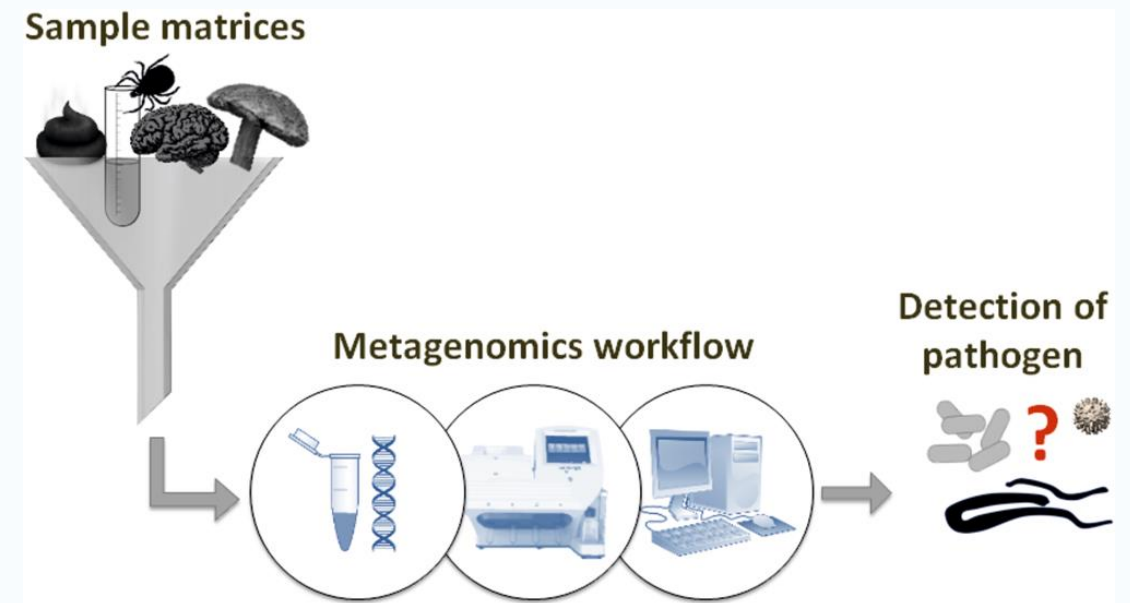 Sample matrices
Metagenomics workflow
Detection of
pathogen
?